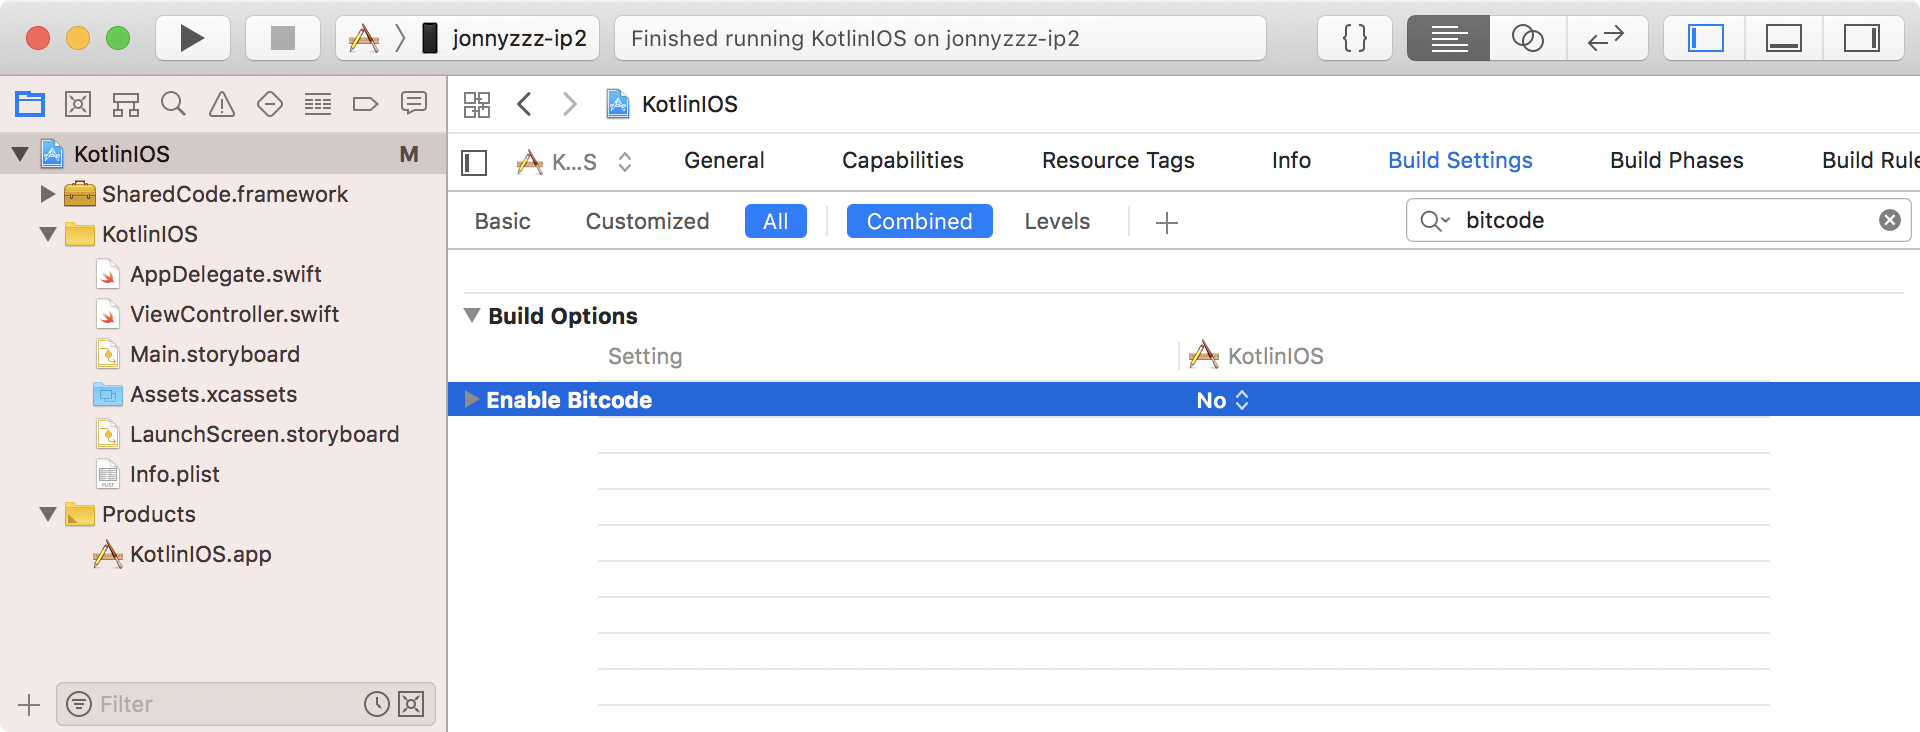 jonnyzzz-ip2
Finished running KotlinIOS on jonnyzzz-ip2
KotlinIOS M
SharedCode.framework
KotlinIOS
AppDelegate.swift
ViewController.swift
Main.storyboard
Assets.xcassets
LaunchScreen.storyboard
Info.plist
Products
KotlinIOS.app
Filter
KotlinIOS
K...S General Capabilities Resource Tags Info Build Settings Build Phases Build Rule
Basic Customized All Combined Levels bitcode
Build Options
Setting KotlinIOS
Enable Bitcode No